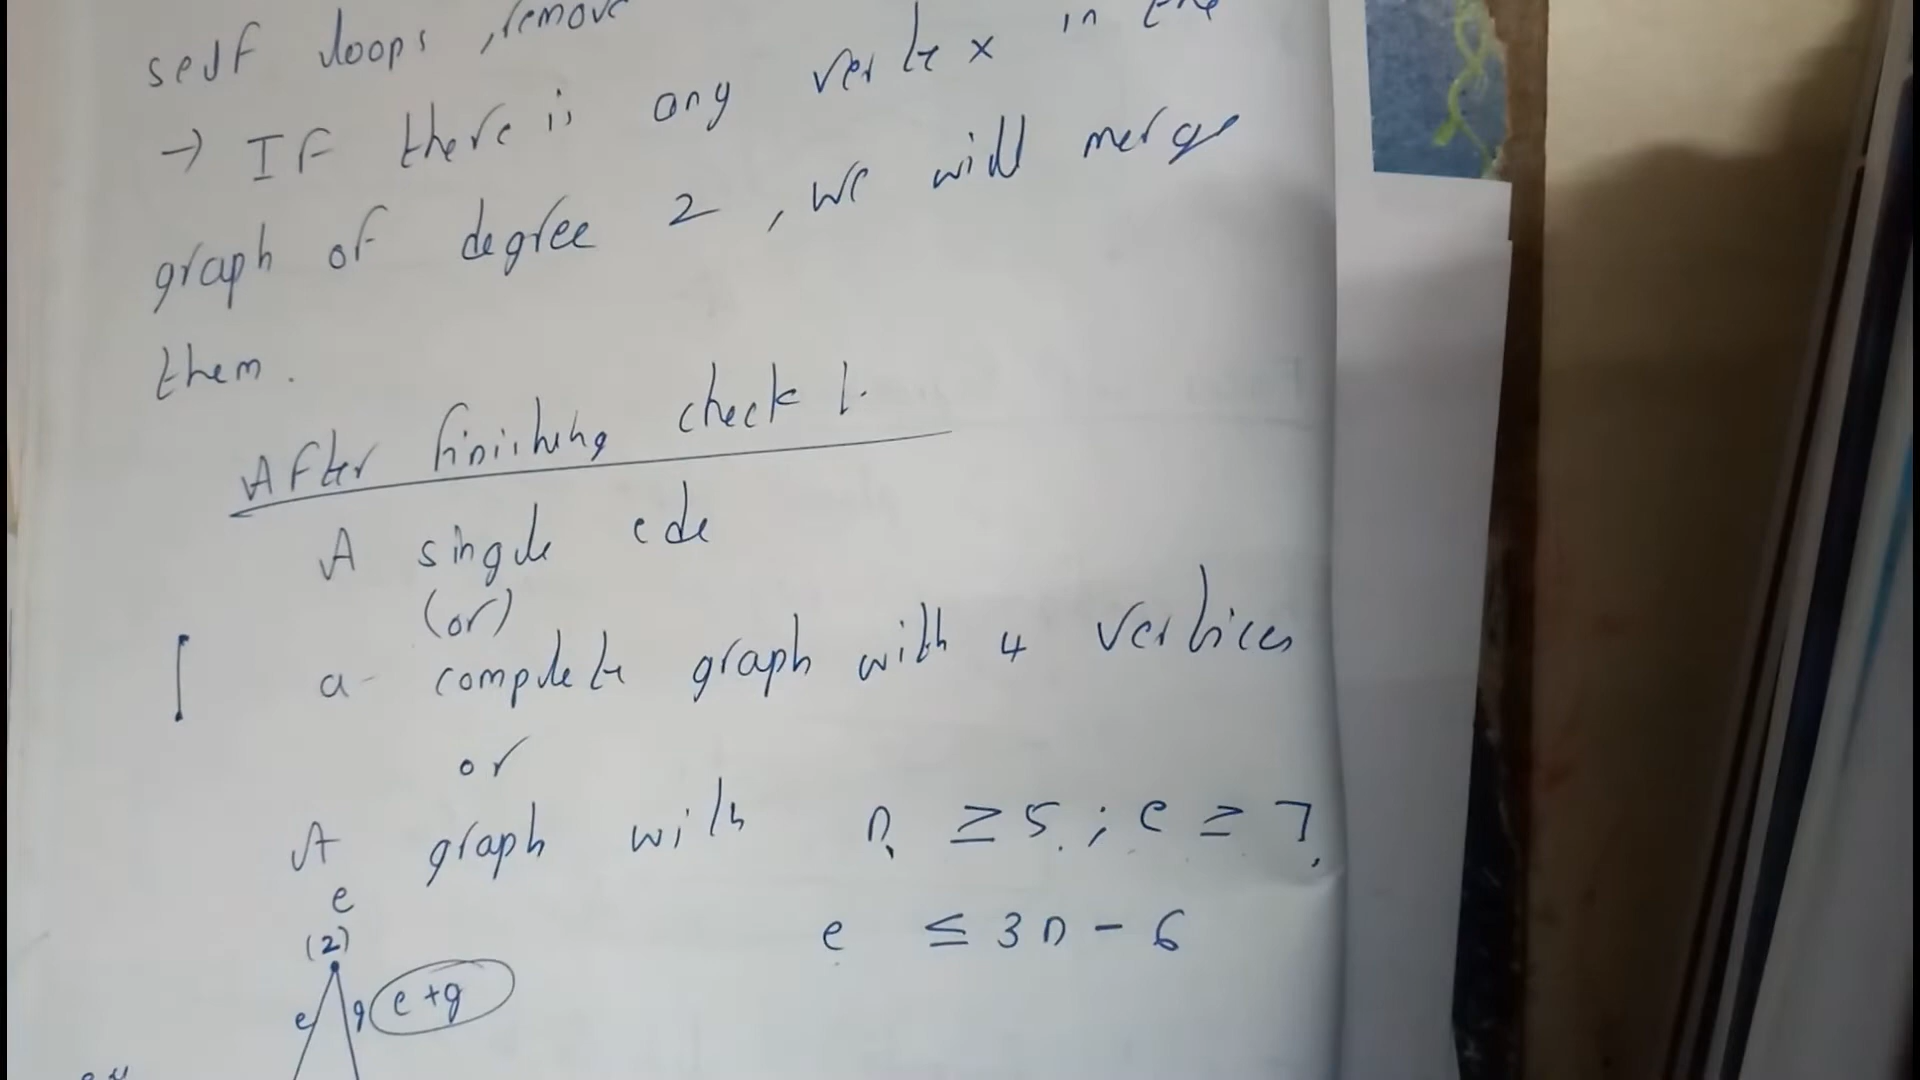 self loops, remove
→ If there is any vertex in the
graph of degree 2, we will merge
them.
After finishing check 1.
A single ede
(or)
a complete graph with 4 vertices
or
A graph with n ≥ 5; e ≥ 7
e ≤ 3n - 6
e
(2)
e g e+g